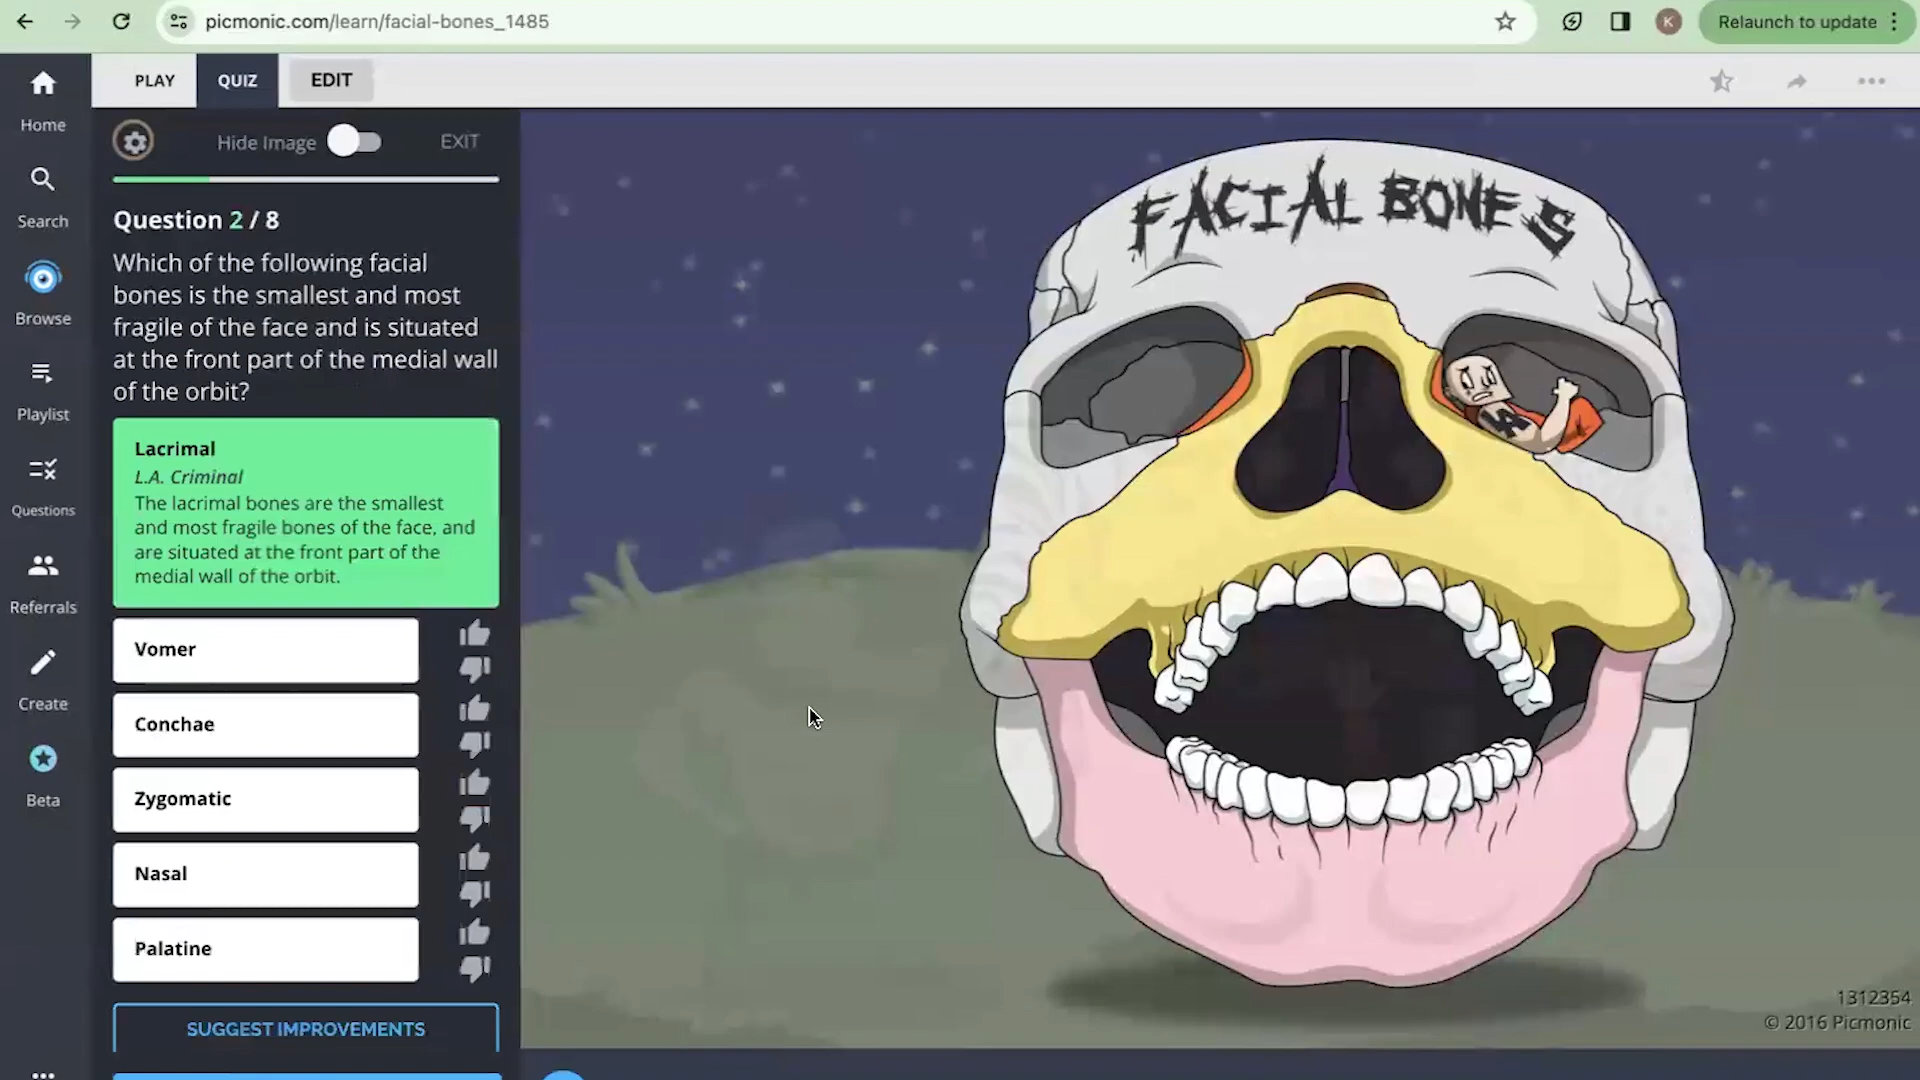 picmonic.com/learn/facial-bones_1485
K
Relaunch to update
PLAY
QUIZ
EDIT
Home
Search
Browse
Playlist
Questions
Referrals
Create
Beta
Hide Image
EXIT
Question 2 / 8
Which of the following facial
bones is the smallest and most
fragile of the face and is situated
at the front part of the medial wall
of the orbit?
Lacrimal
L.A. Criminal
The lacrimal bones are the smallest
and most fragile bones of the face, and
are situated at the front part of the
medial wall of the orbit.
Vomer
Conchae
Zygomatic
Nasal
Palatine
SUGGEST IMPROVEMENTS
FACIAL BONES
LA
1312354
© 2016 Picmonic